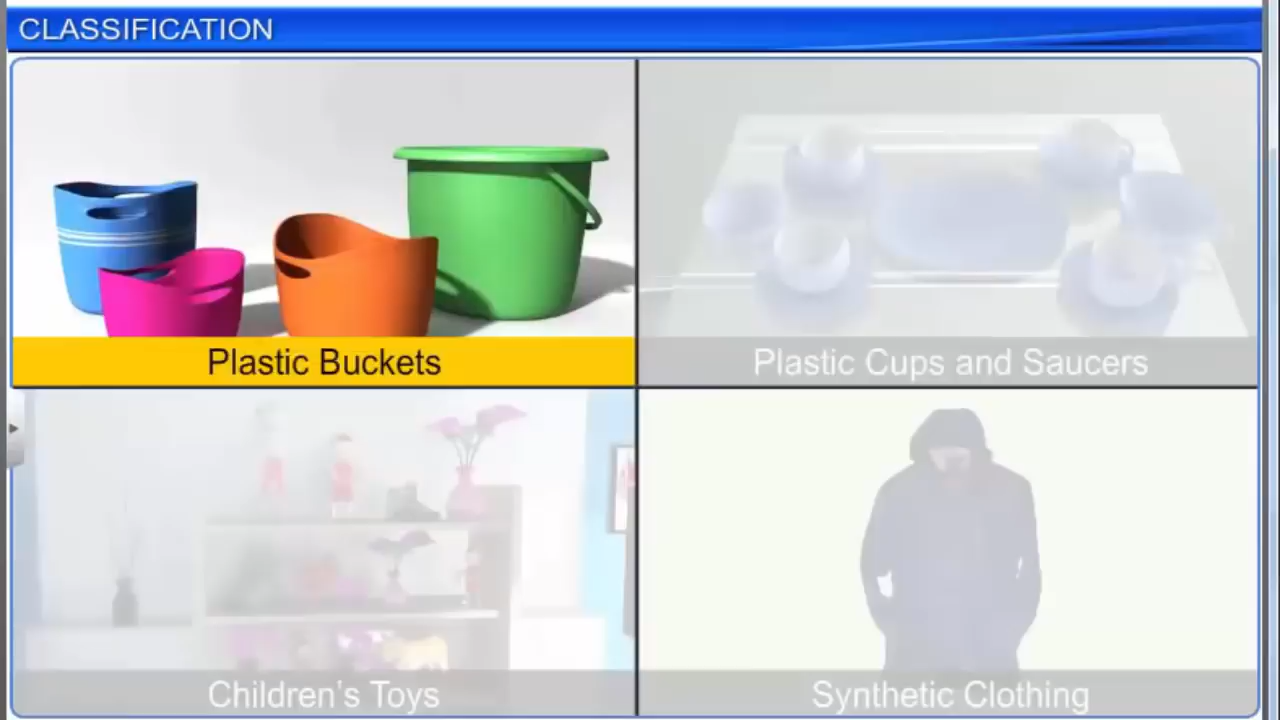 CLASSIFICATION
Plastic Buckets
Plastic Cups and Saucers
Children’s Toys
Synthetic Clothing